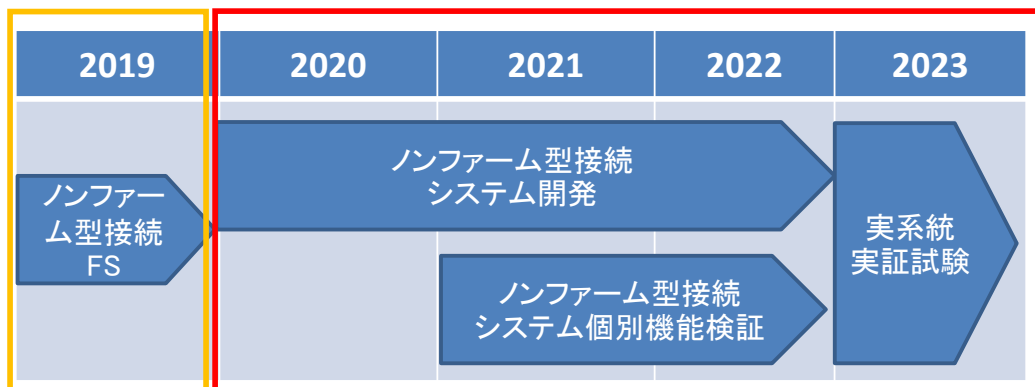 2019
2020
2021
2022
2023
ノンファー
ム型接続
FS
ノンファーム型接続
システム開発
ノンファーム型接続
システム個別機能検証
実系統
実証試験